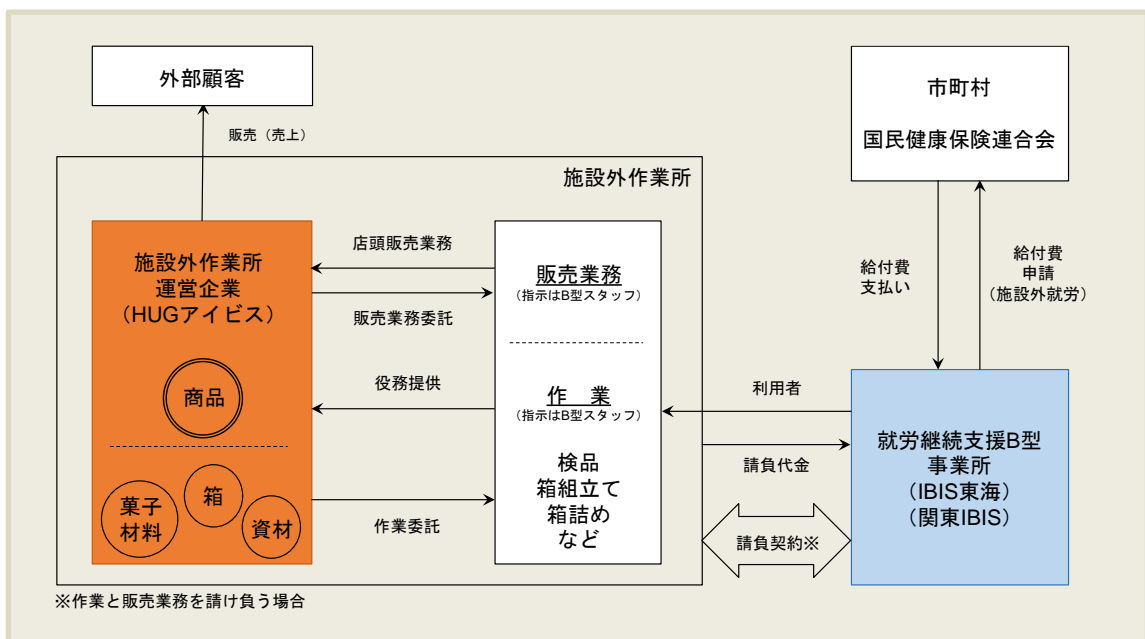 外部顧客
販売（売上）
市町村
国民健康保険連合会
施設外作業所
施設外作業所
運営企業
（HUGアイビス）
商品
菓子
材料
箱
資材
店頭販売業務
販売業務委託
役務提供
作業委託
販売業務
（指示はB型スタッフ）
作　業
（指示はB型スタッフ）
検品
箱組立て
箱詰め
など
利用者
請負代金
請負契約※
給付費
支払い
給付費
申請
（施設外就労）
就労継続支援B型
事業所
（IBIS東海）
（関東IBIS）
※作業と販売業務を請け負う場合